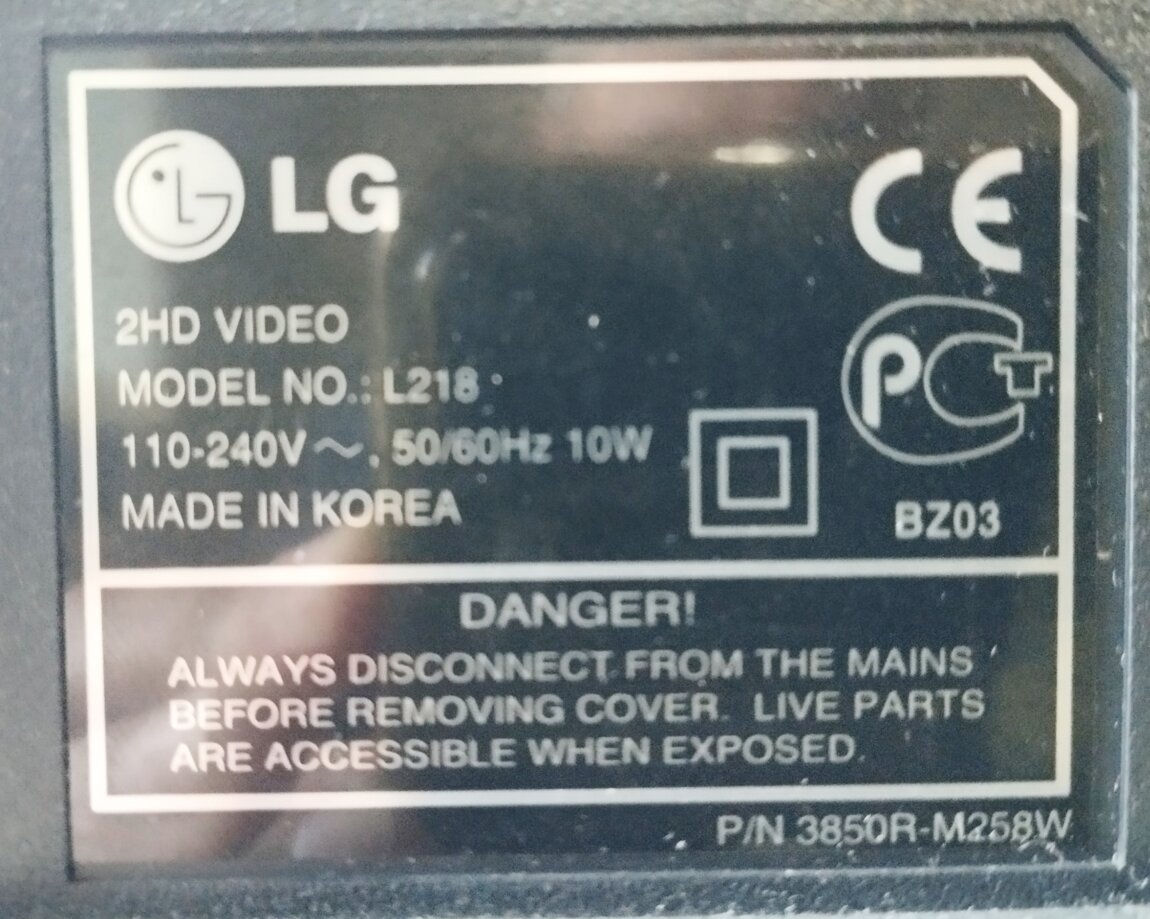 LG
CE
2HD VIDEO
MODEL NO.: L218
110-240V ~, 50/60Hz 10W
MADE IN KOREA
PCT
BZ03
DANGER!
ALWAYS DISCONNECT FROM THE MAINS
BEFORE REMOVING COVER. LIVE PARTS
ARE ACCESSIBLE WHEN EXPOSED.
P/N 3850R-M258W